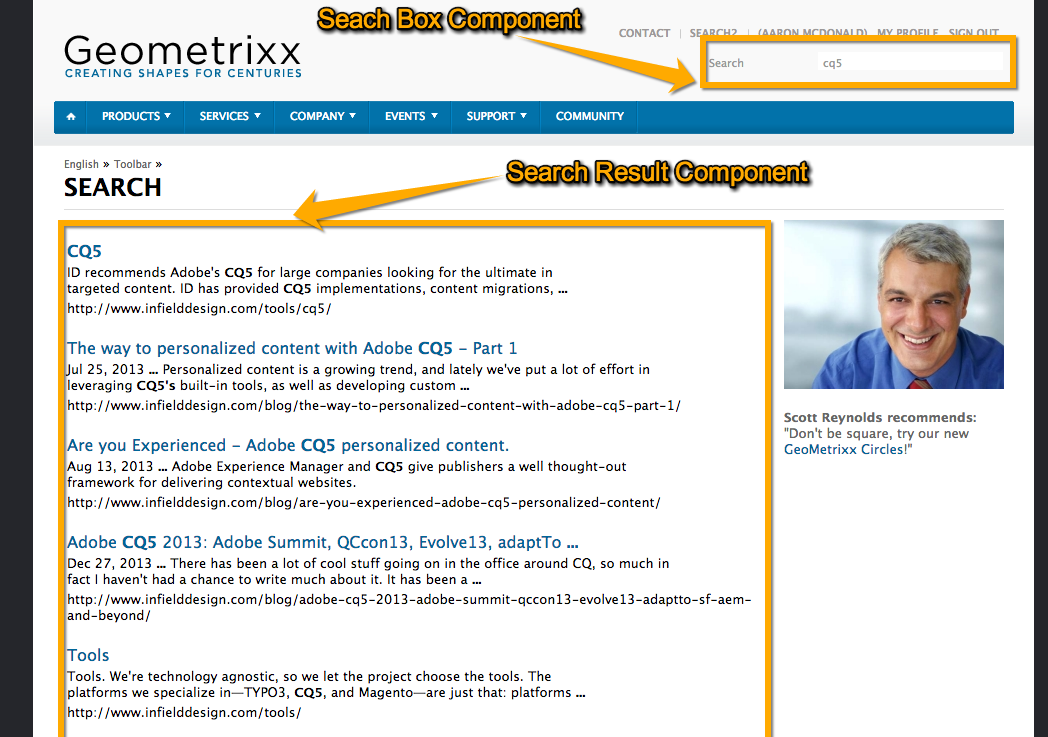 Seach Box Component
CONTACT | SEARCH2 | (AARON MCDONALD) MY PROFILE SIGN OUT
Geometrixx
CREATING SHAPES FOR CENTURIES
Search cq5
PRODUCTS SERVICES COMPANY EVENTS SUPPORT COMMUNITY
English » Toolbar »
SEARCH
Search Result Component
CQ5
ID recommends Adobe's CQ5 for large companies looking for the ultimate in
targeted content. ID has provided CQ5 implementations, content migrations, ...
http://www.infielddesign.com/tools/cq5/
The way to personalized content with Adobe CQ5 - Part 1
Jul 25, 2013 ... Personalized content is a growing trend, and lately we've put a lot of effort in
leveraging CQ5's built-in tools, as well as developing custom ...
http://www.infielddesign.com/blog/the-way-to-personalized-content-with-adobe-cq5-part-1/
Are you Experienced - Adobe CQ5 personalized content.
Aug 13, 2013 ... Adobe Experience Manager and CQ5 give publishers a well thought-out
framework for delivering contextual websites.
http://www.infielddesign.com/blog/are-you-experienced-adobe-cq5-personalized-content/
Adobe CQ5 2013: Adobe Summit, QCcon13, Evolve13, adaptTo ...
Dec 27, 2013 ... There has been a lot of cool stuff going on in the office around CQ, so much in
fact I haven't had a chance to write much about it. It has been a ...
http://www.infielddesign.com/blog/adobe-cq5-2013-adobe-summit-qccon13-evolve13-adaptto-sf-aem-
and-beyond/
Tools
Tools. We're technology agnostic, so we let the project choose the tools. The
platforms we specialize in—TYPO3, CQ5, and Magento—are just that: platforms ...
http://www.infielddesign.com/tools/
Scott Reynolds recommends:
"Don't be square, try our new
GeoMetrixx Circles!"